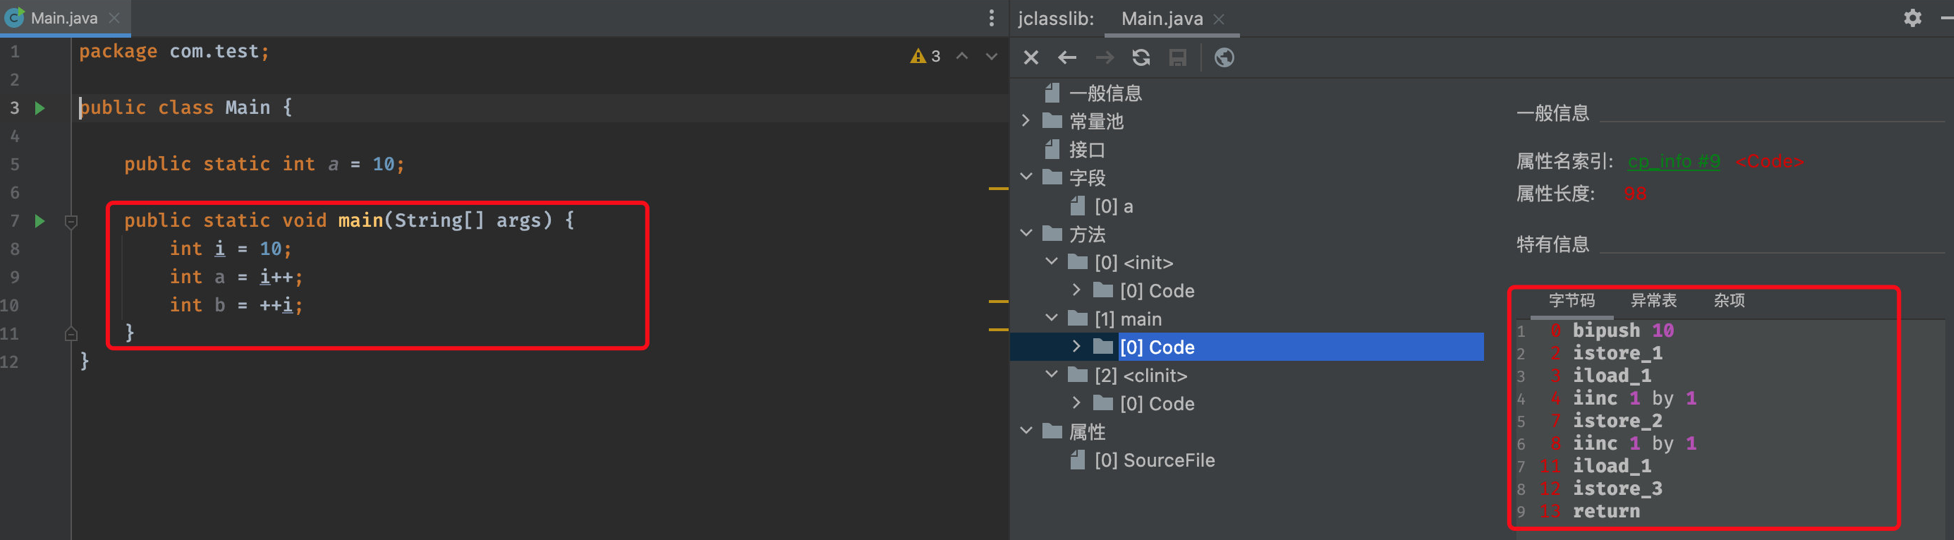 Main.java
1 package com.test;
3
2
3 public class Main {
4
5 public static int a = 10;
6
7 public static void main(String[] args) {
8 int i = 10;
9 int a = i++;
10 int b = ++i;
11 }
12 }
jclasslib: Main.java
一般信息
常量池
接口
字段
[0] a
方法
[0] <init>
[0] Code
[1] main
[0] Code
[2] <clinit>
[0] Code
属性
[0] SourceFile
一般信息
属性名索引: cp_info #9 <Code>
属性长度: 98
特有信息
字节码 异常表 杂项
1 0 bipush 10
2 2 istore_1
3 3 iload_1
4 4 iinc 1 by 1
5 7 istore_2
6 8 iinc 1 by 1
7 11 iload_1
8 12 istore_3
9 13 return